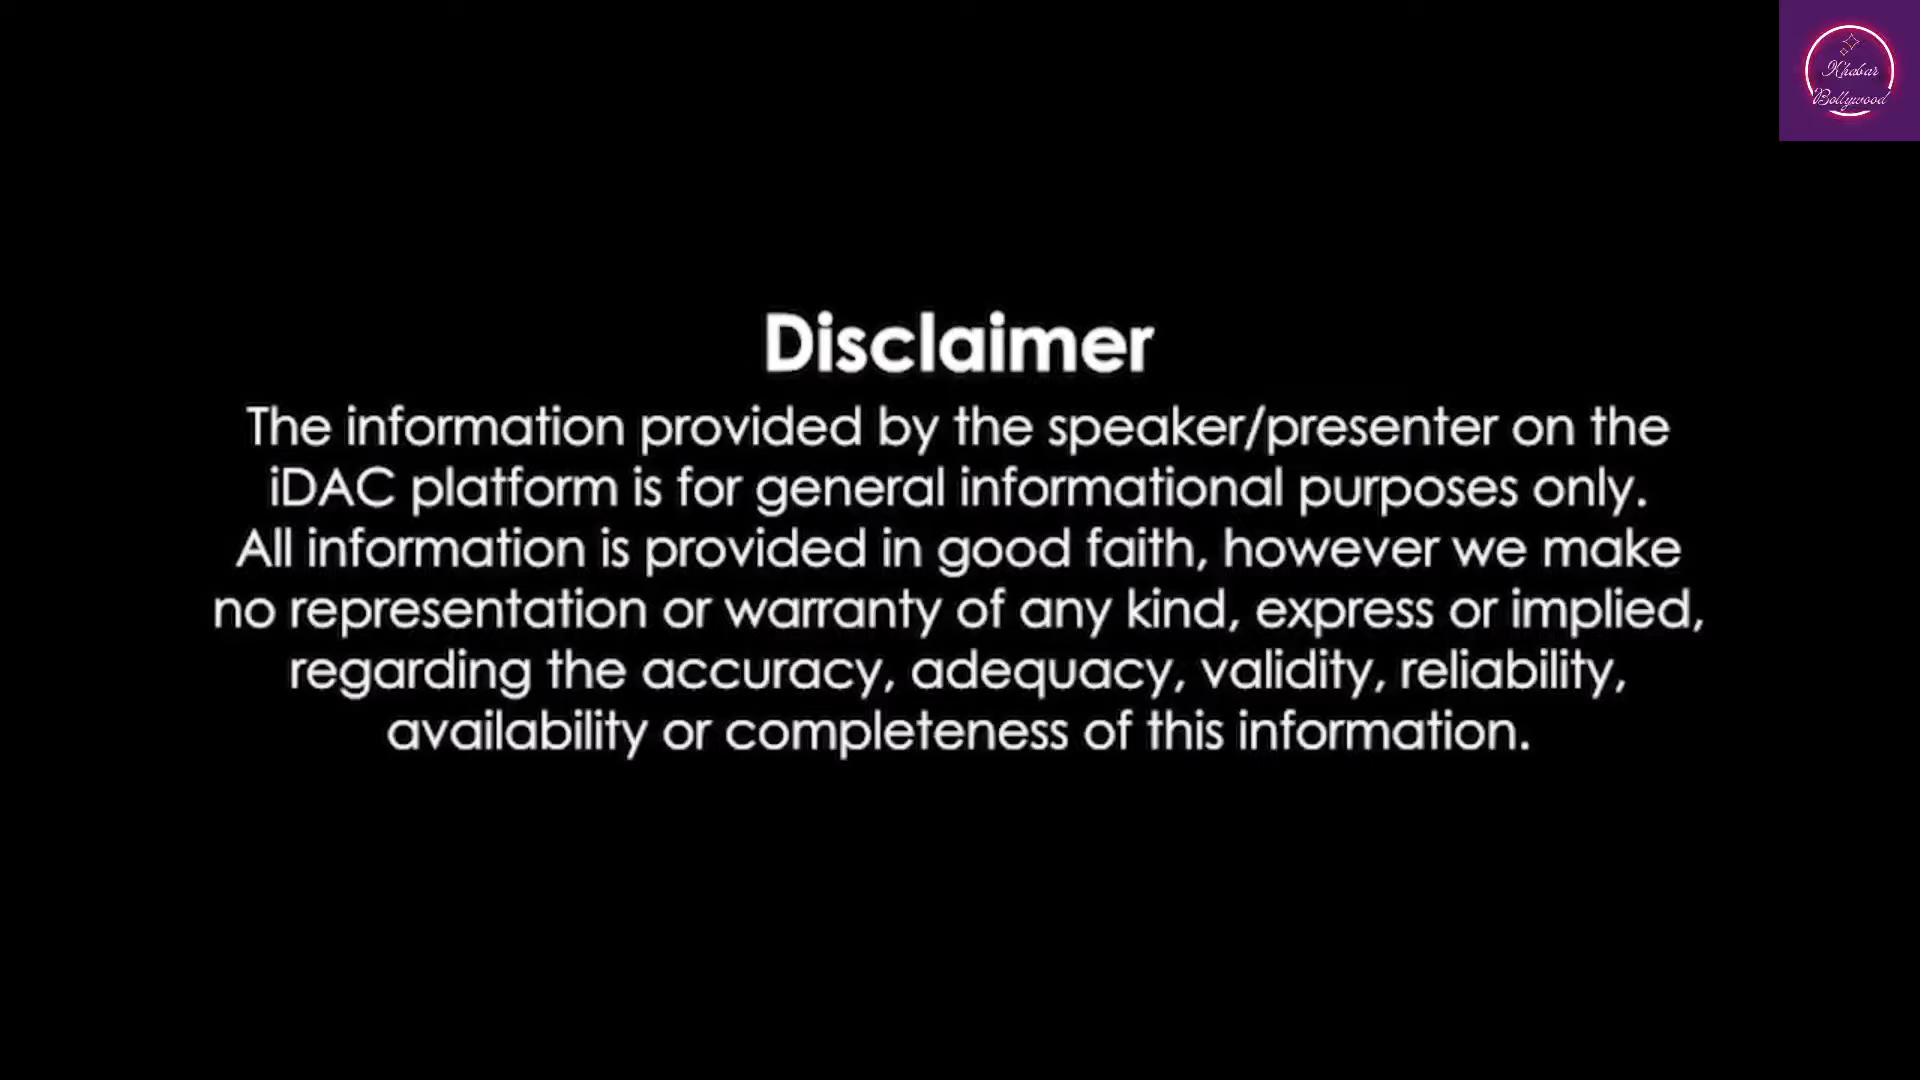 Khabar
Bollywood
Disclaimer
The information provided by the speaker/presenter on the
iDAC platform is for general informational purposes only.
All information is provided in good faith, however we make
no representation or warranty of any kind, express or implied,
regarding the accuracy, adequacy, validity, reliability,
availability or completeness of this information.